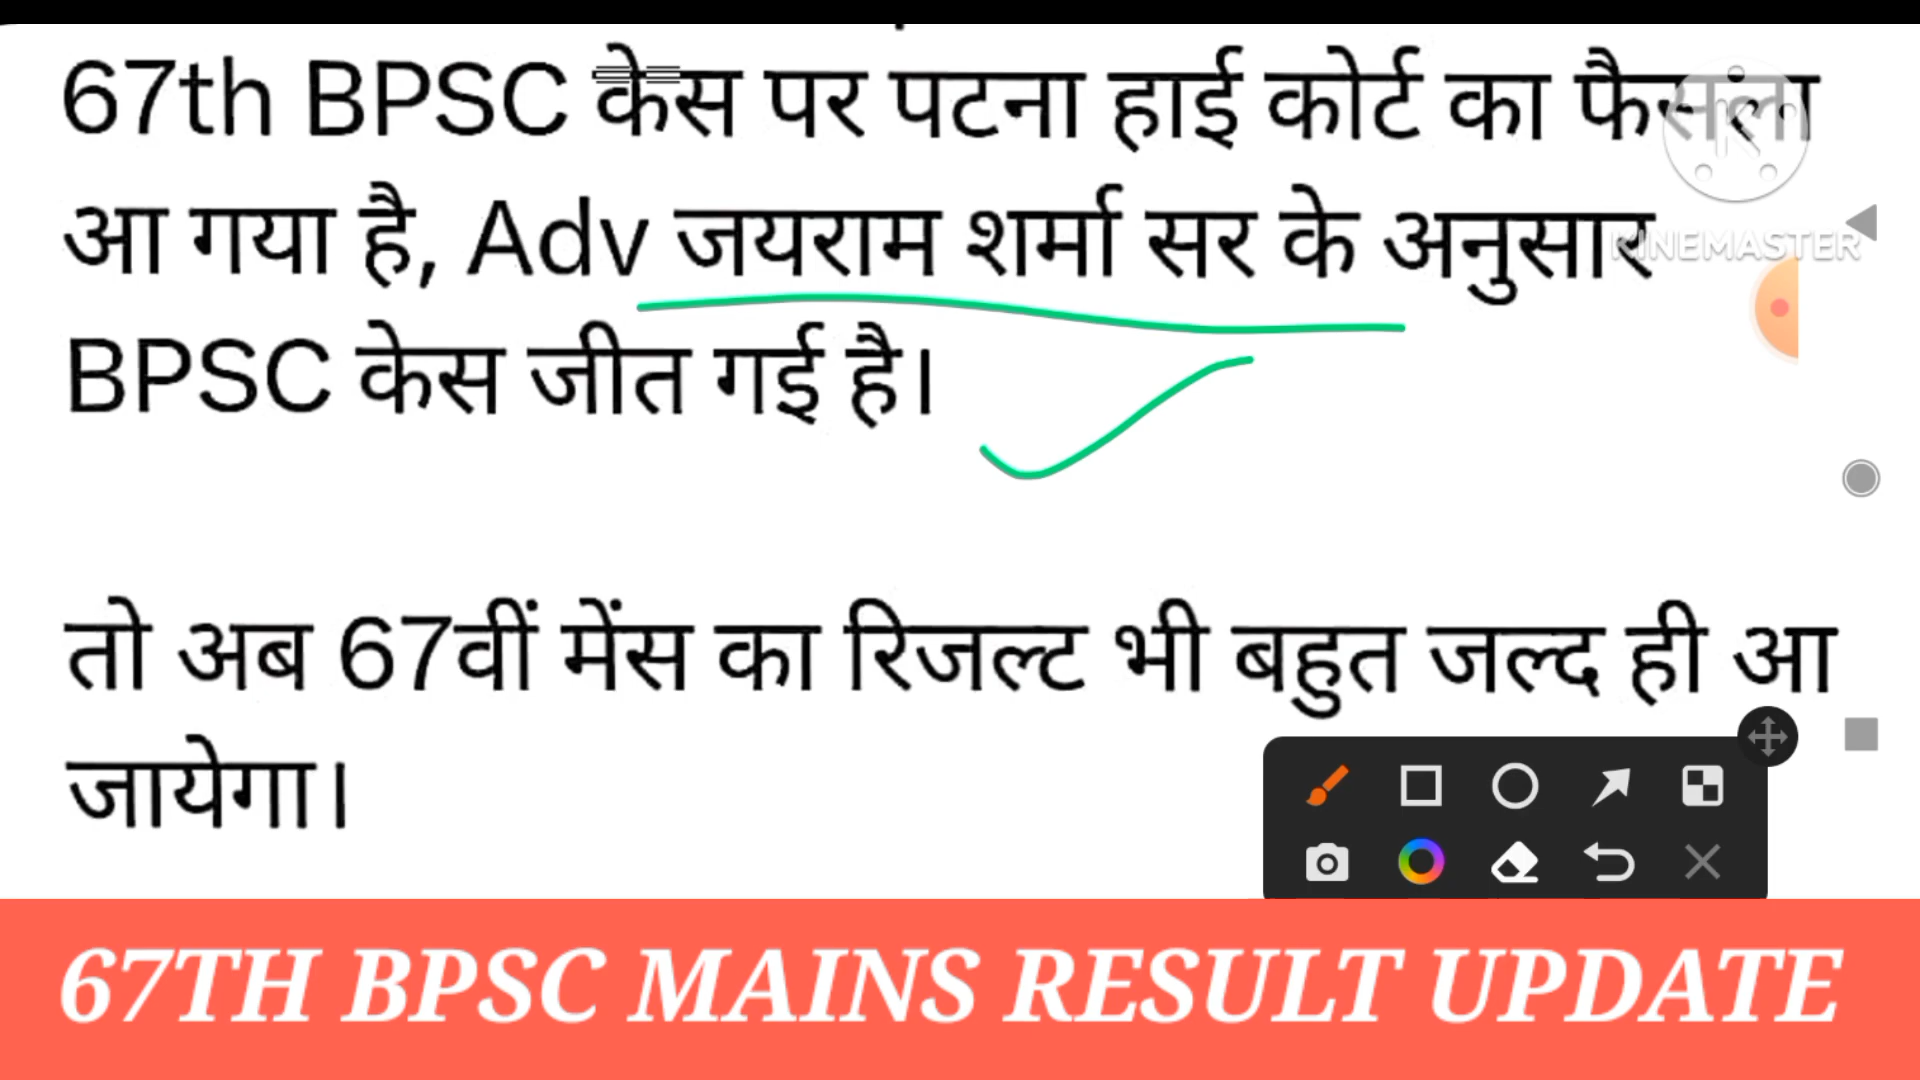 67th BPSC केस पर पटना हाई कोर्ट का फैसला
आ गया है, Adv जयराम शर्मा सर के अनुसार
KINEMASTER
BPSC केस जीत गई है।
तो अब 67वीं मेंस का रिजल्ट भी बहुत जल्द ही आ
जायेगा।
67TH BPSC MAINS RESULT UPDATE